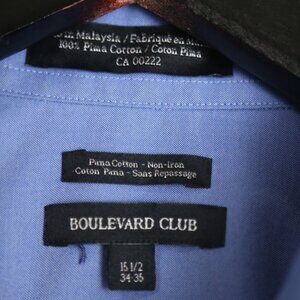 in Malaysia / Fabriqué en M
100% Pima Cotton / Coton Pima
CA 00222
Pima Cotton - Non-Iron
Coton Pima - Sans Repassage
BOULEVARD CLUB
15 1/2
34-35